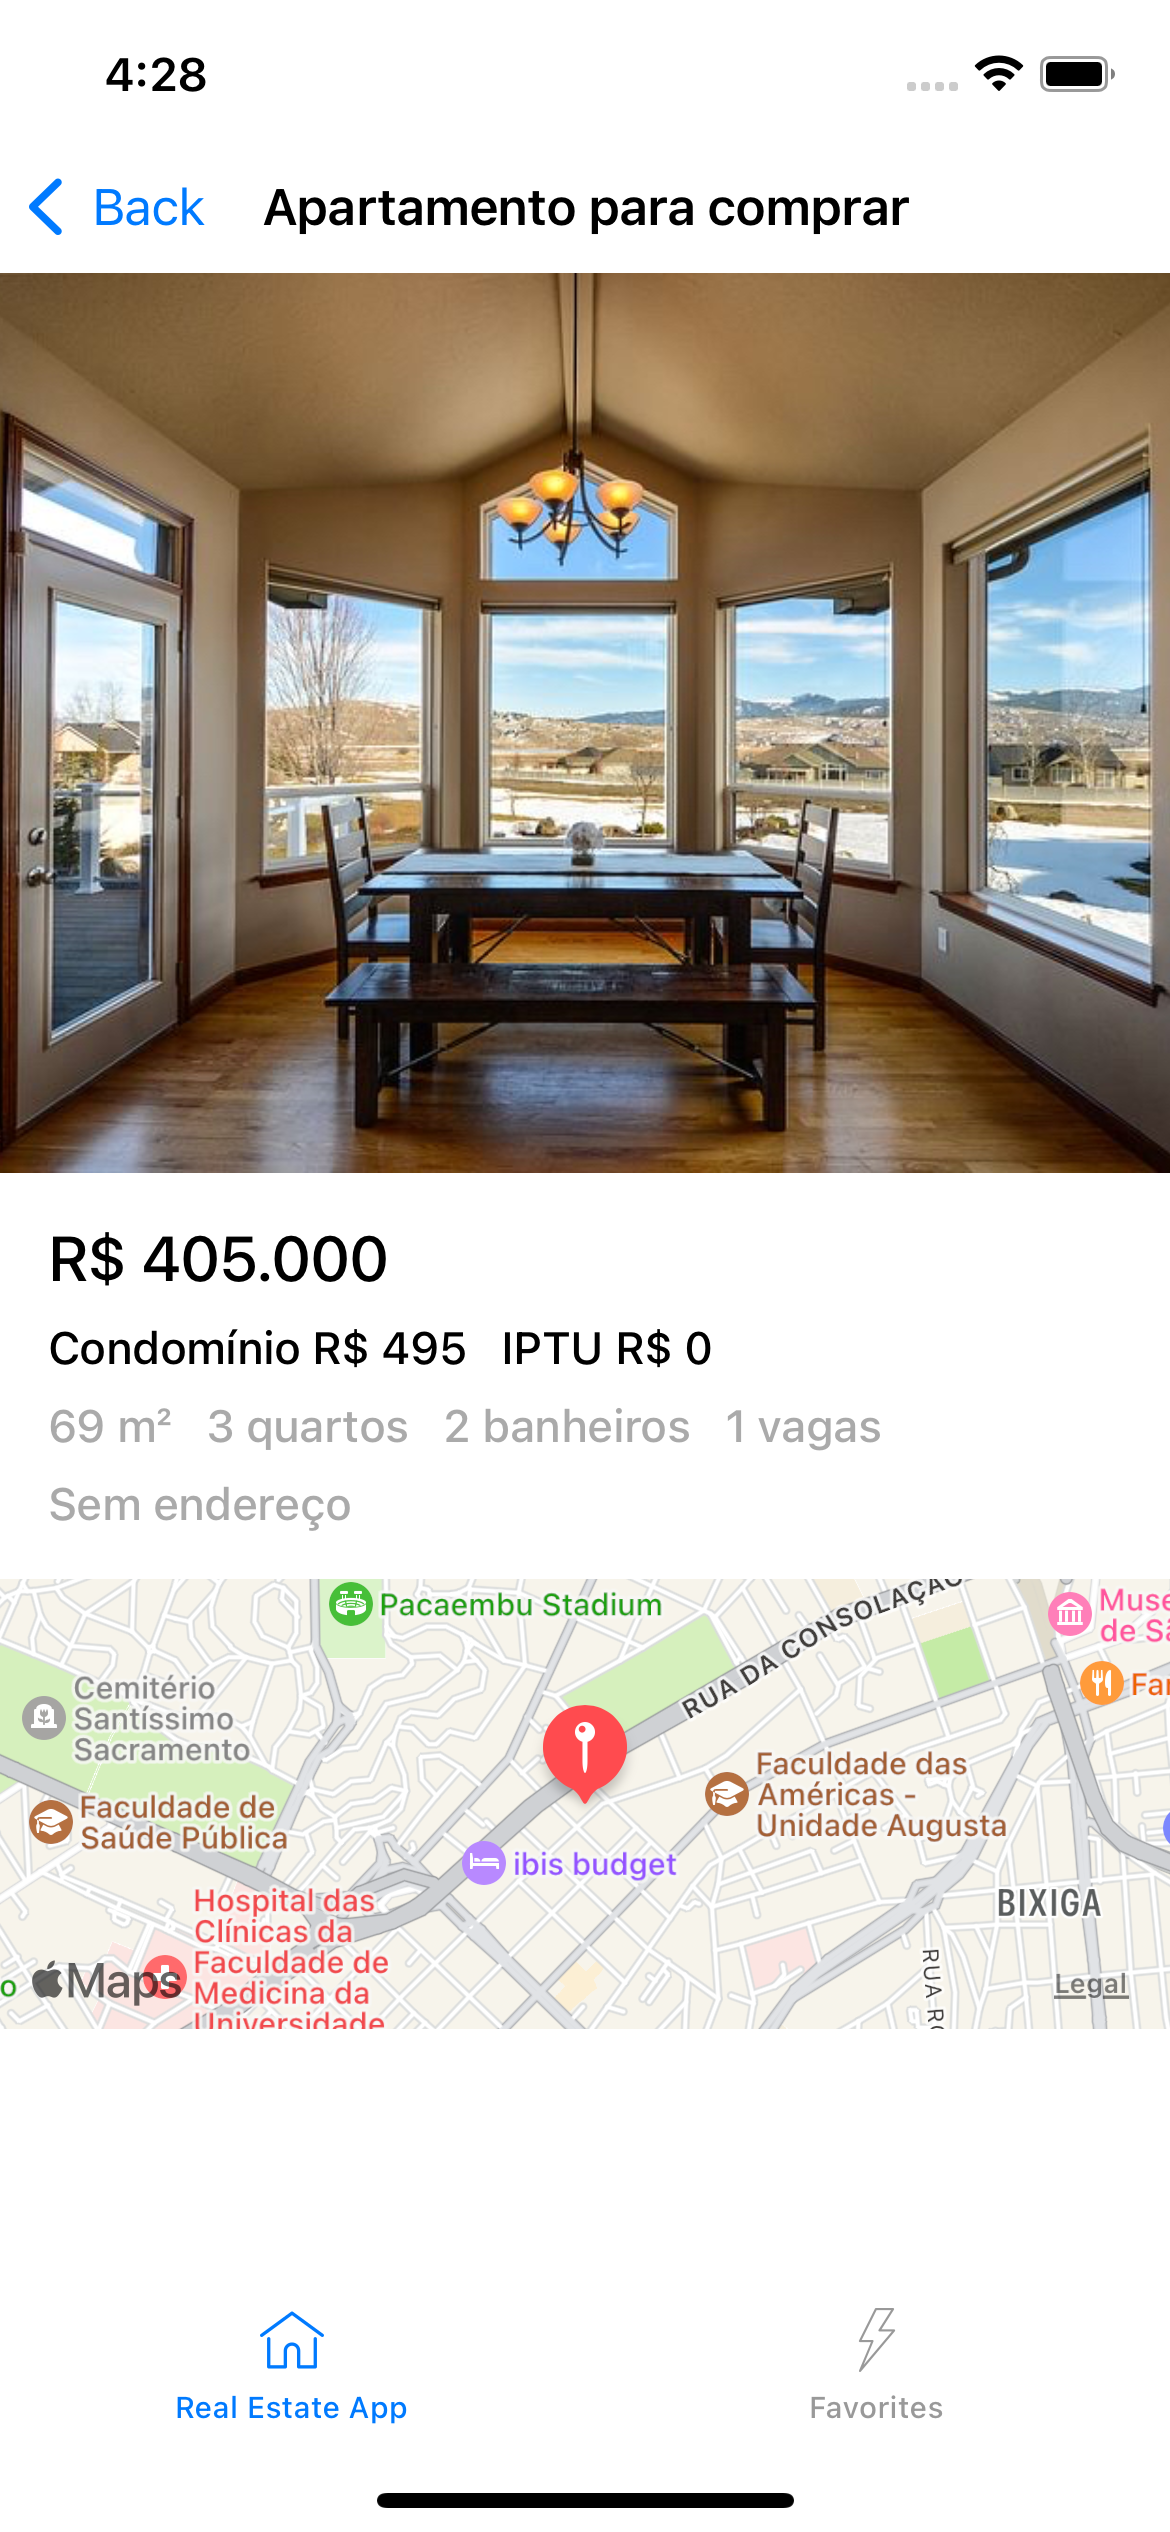 4:28
Back
Apartamento para comprar
R$ 405.000
Condomínio R$ 495 IPTU R$ 0
69 m² 3 quartos 2 banheiros 1 vagas
Sem endereço
Pacaembu Stadium
RUA DA CONSOLAÇÃO
Muse
de Sã
Far
Cemitério
Santíssimo
Sacramento
Faculdade das
Américas -
Unidade Augusta
Faculdade de
Saúde Pública
ibis budget
Hospital das
Clínicas da
Faculdade de
Medicina da
Universidade
BIXIGA
RUA RO
o
Maps
Legal
Real Estate App
Favorites